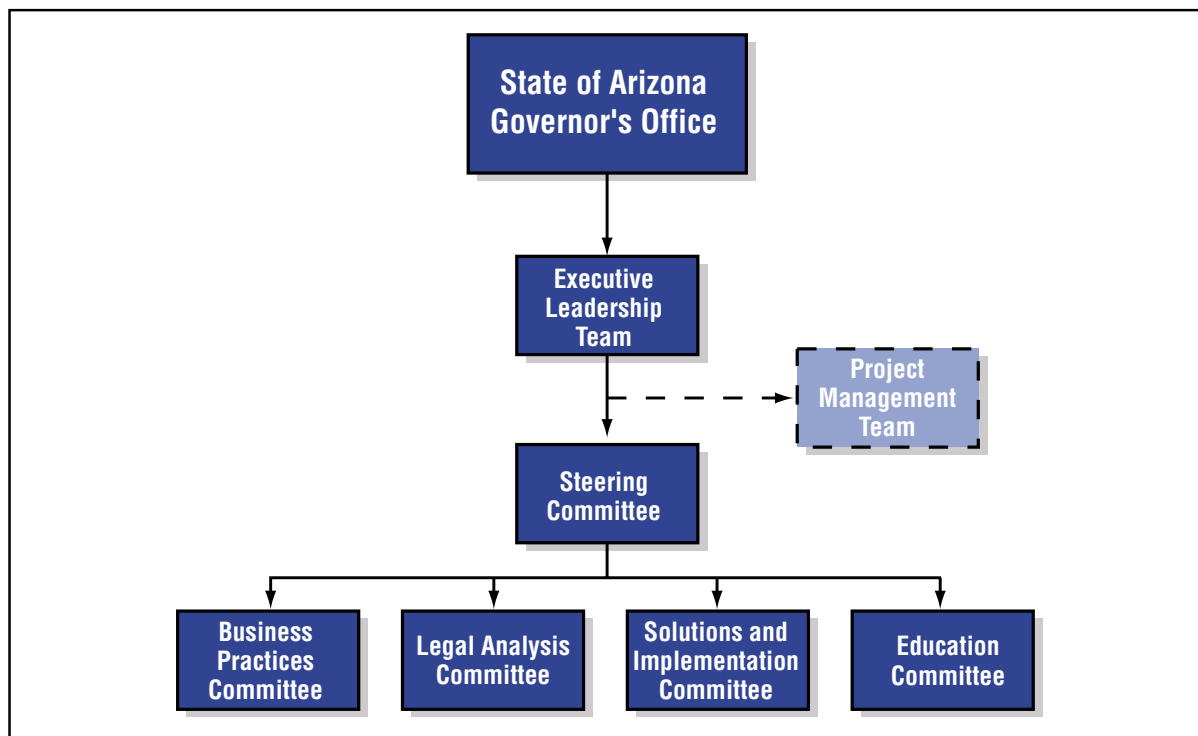 State of Arizona
Governor's Office
Executive
Leadership
Team
Project
Management
Team
Steering
Committee
Business
Practices
Committee
Legal Analysis
Committee
Solutions and
Implementation
Committee
Education
Committee